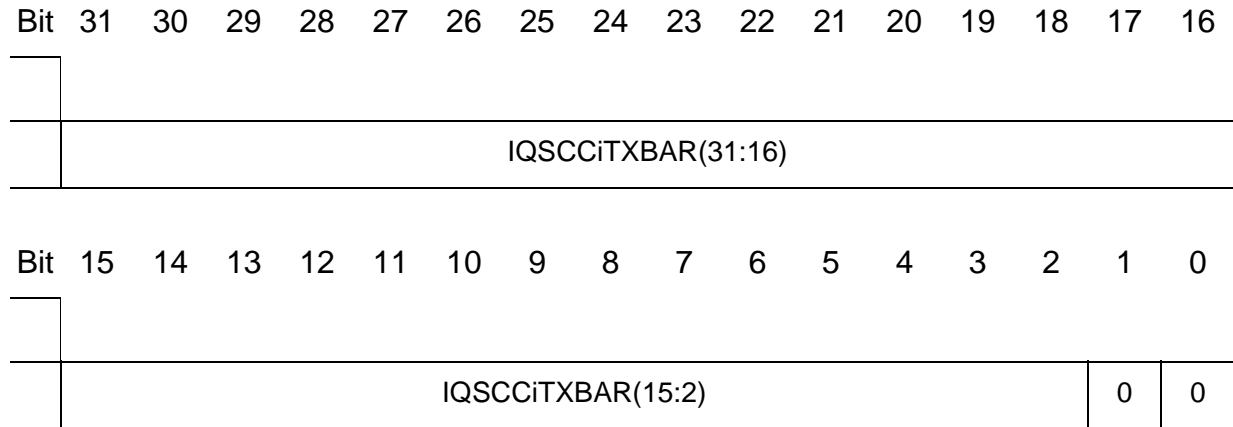 Bit 31 30 29 28 27 26 25 24 23 22 21 20 19 18 17 16
IQSCCiTXBAR(31:16)
Bit 15 14 13 12 11 10 9 8 7 6 5 4 3 2 1 0
IQSCCiTXBAR(15:2) 0 0